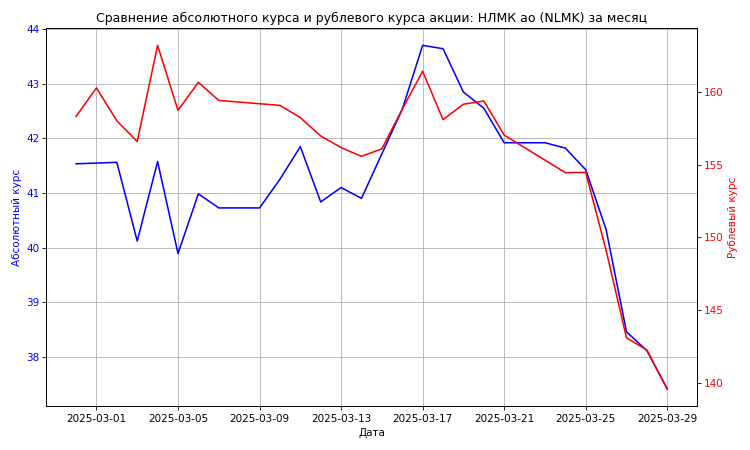 Сравнение абсолютного курса и рублевого курса акции: НЛМК ао (NLMK) за месяц
44
43
42
41
40
39
38
Абсолютный курс
160
155
150
145
140
Рублевый курс
2025-03-01 2025-03-05 2025-03-09 2025-03-13 2025-03-17 2025-03-21 2025-03-25 2025-03-29
Дата